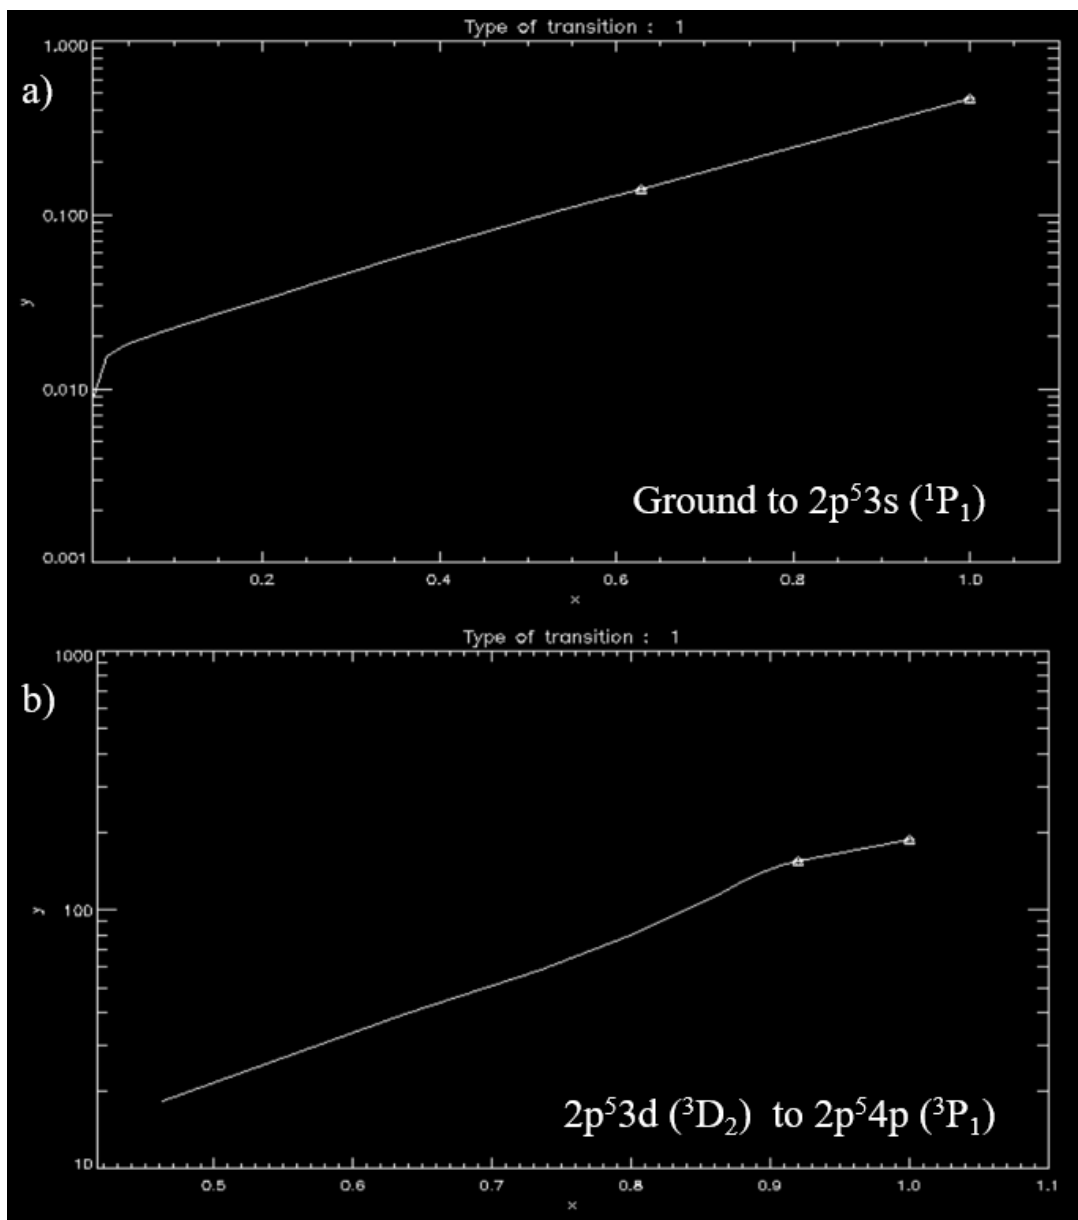 Type of transition : 1
a)
1.000
0.100
0.010
0.001
y
0.2 0.4 0.6 0.8 1.0
x
Ground to 2p⁵3s (¹P₁)
Type of transition : 1
b)
1000
100
10
y
0.5 0.6 0.7 0.8 0.9 1.0 1.1
x
2p⁵3d (³D₂) to 2p⁵4p (³P₁)